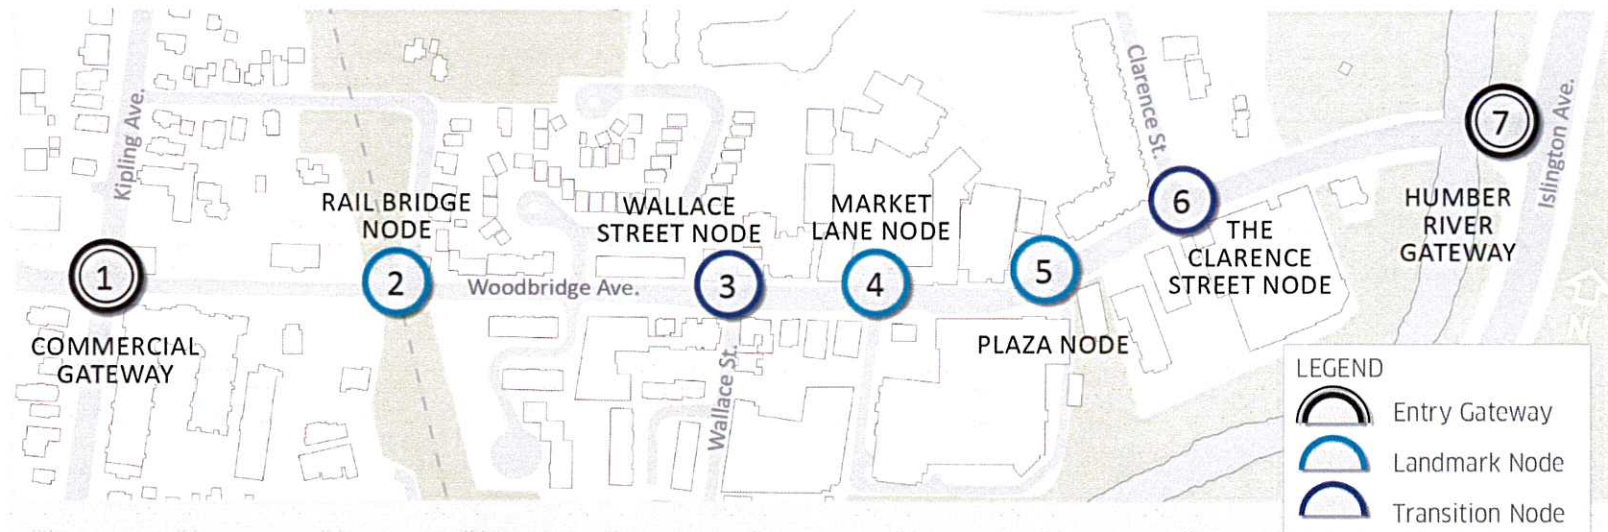 Kipling Ave.
Clarence St.
Islington Ave.
7
6
RAIL BRIDGE
NODE
WALLACE
STREET NODE
MARKET
LANE NODE
THE
CLARENCE
STREET NODE
HUMBER
RIVER
GATEWAY
1
2
Woodbridge Ave.
3
4
5
COMMERCIAL
GATEWAY
PLAZA NODE
Wallace St.
N
LEGEND
Entry Gateway
Landmark Node
Transition Node